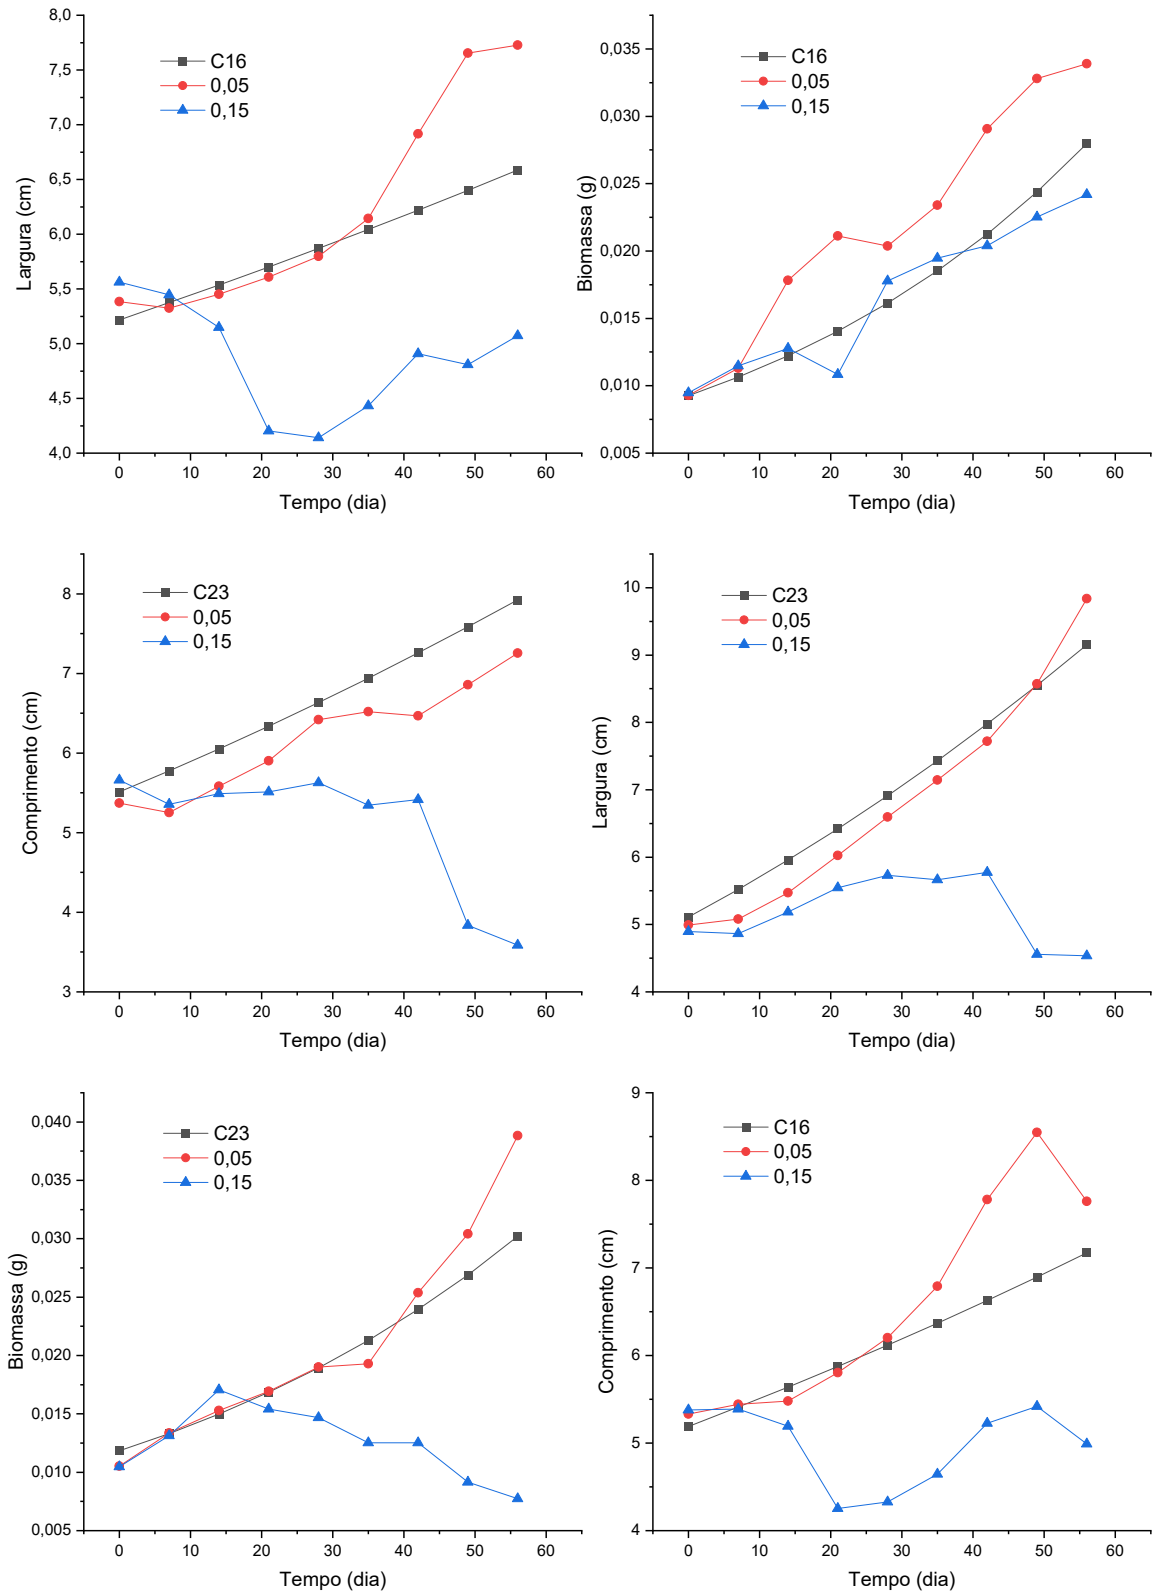 8,0
7,5
7,0
6,5
6,0
5,5
5,0
4,5
4,0
Largura (cm)
C16
0,05
0,15
0 10 20 30 40 50 60
Tempo (dia)
0,035
0,030
0,025
0,020
0,015
0,010
0,005
Biomassa (g)
C16
0,05
0,15
0 10 20 30 40 50 60
Tempo (dia)
8
7
6
5
4
3
Comprimento (cm)
C23
0,05
0,15
0 10 20 30 40 50 60
Tempo (dia)
10
9
8
7
6
5
4
Largura (cm)
C23
0,05
0,15
0 10 20 30 40 50 60
Tempo (dia)
0,040
0,035
0,030
0,025
0,020
0,015
0,010
0,005
Biomassa (g)
C23
0,05
0,15
0 10 20 30 40 50 60
Tempo (dia)
9
8
7
6
5
4
Comprimento (cm)
C16
0,05
0,15
0 10 20 30 40 50 60
Tempo (dia)